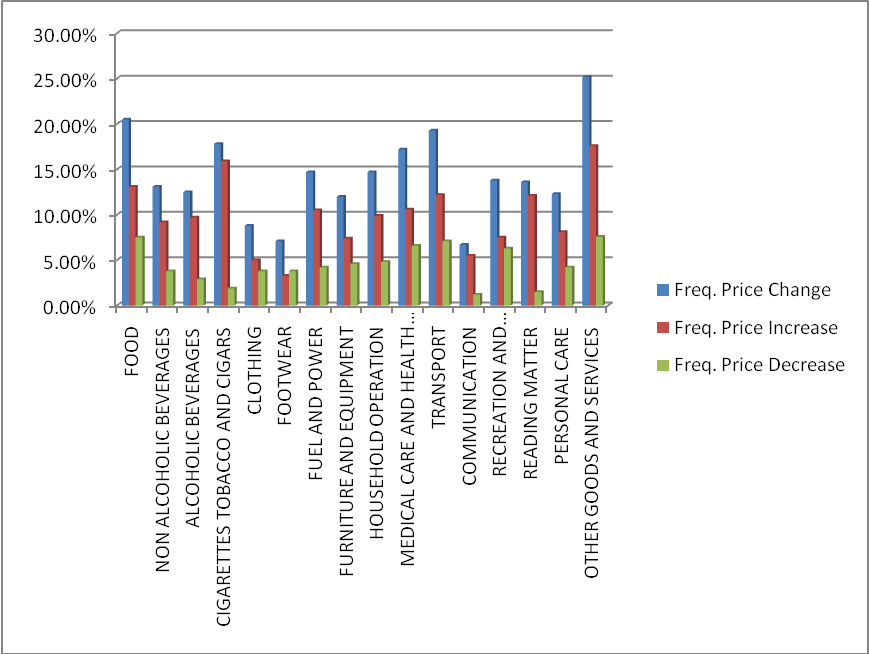 30.00%
25.00%
20.00%
15.00%
10.00%
5.00%
0.00%
FOOD
NON ALCOHOLIC BEVERAGES
ALCOHOLIC BEVERAGES
CIGARETTES TOBACCO AND CIGARS
CLOTHING
FOOTWEAR
FUEL AND POWER
FURNITURE AND EQUIPMENT
HOUSEHOLD OPERATION
MEDICAL CARE AND HEALTH...
TRANSPORT
COMMUNICATION
RECREATION AND...
READING MATTER
PERSONAL CARE
OTHER GOODS AND SERVICES
Freq. Price Change
Freq. Price Increase
Freq. Price Decrease